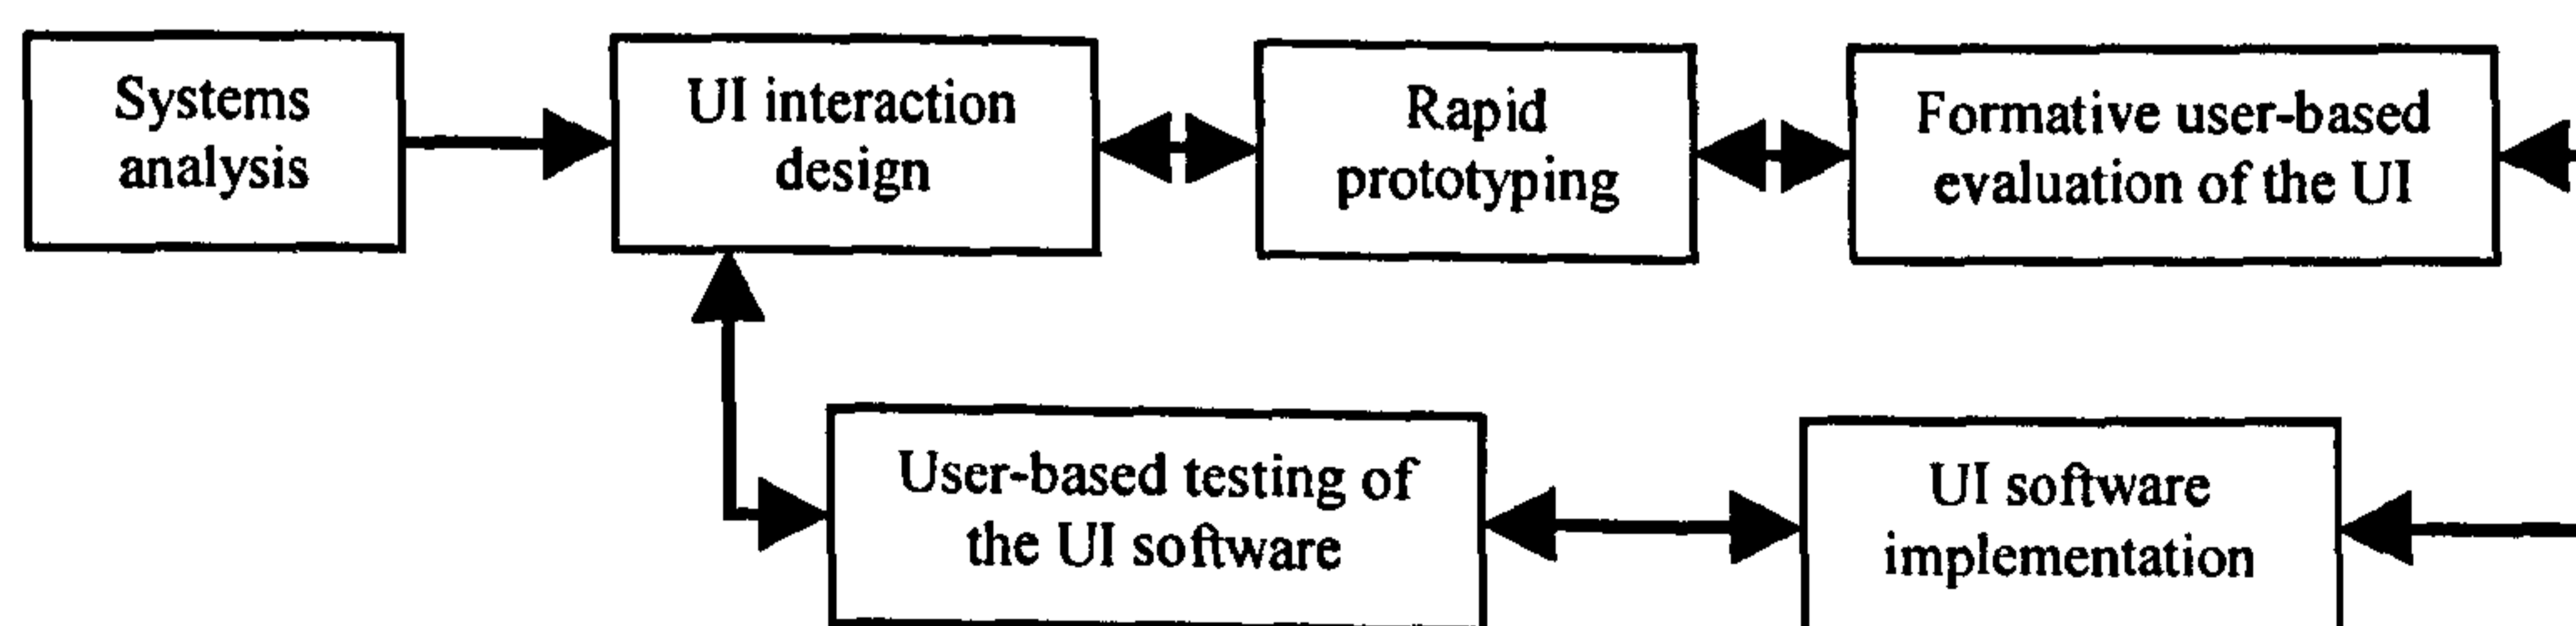 Systems
analysis
UI interaction
design
Rapid
prototyping
Formative user-based
evaluation of the UI
User-based testing of
the UI software
UI software
implementation